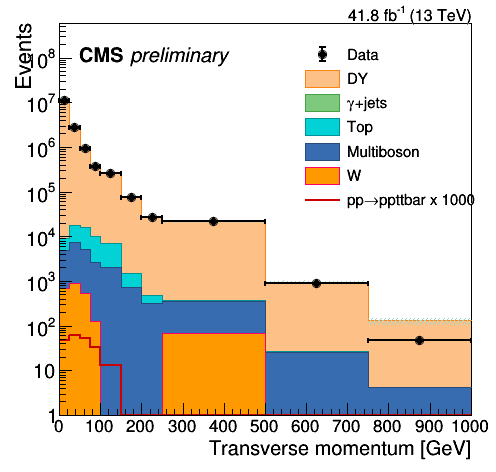 41.8 fb⁻¹ (13 TeV)
Events
CMS preliminary
Data
DY
γ+jets
Top
Multiboson
W
pp→ppttbar x 1000
10⁸
10⁷
10⁶
10⁵
10⁴
10³
10²
10
1
0 100 200 300 400 500 600 700 800 900 1000
Transverse momentum [GeV]